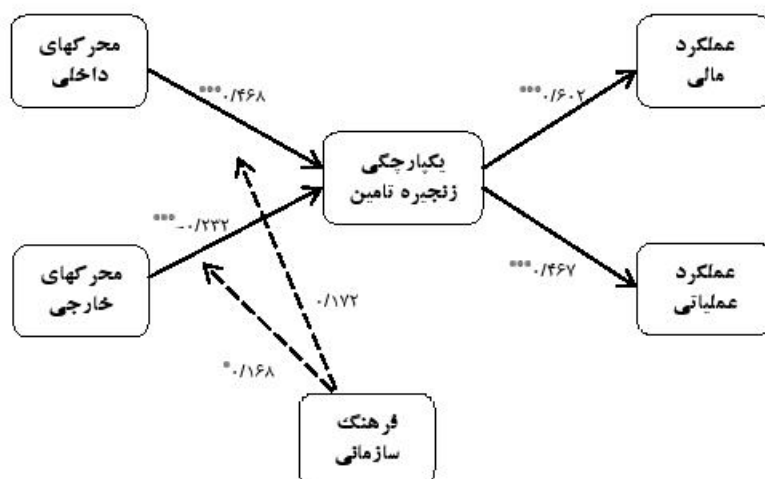 محرکهای
داخلی
عملکرد
مالی
***۰/۴۶۸
***۰/۶۰۲
یکپارچگی
زنجیره تامین
***-۰/۲۳۲
***۰/۴۶۷
محرکهای
خارجی
عملکرد
عملیاتی
۰/۱۷۲
*۰/۱۶۸
فرهنگ
سازمانی